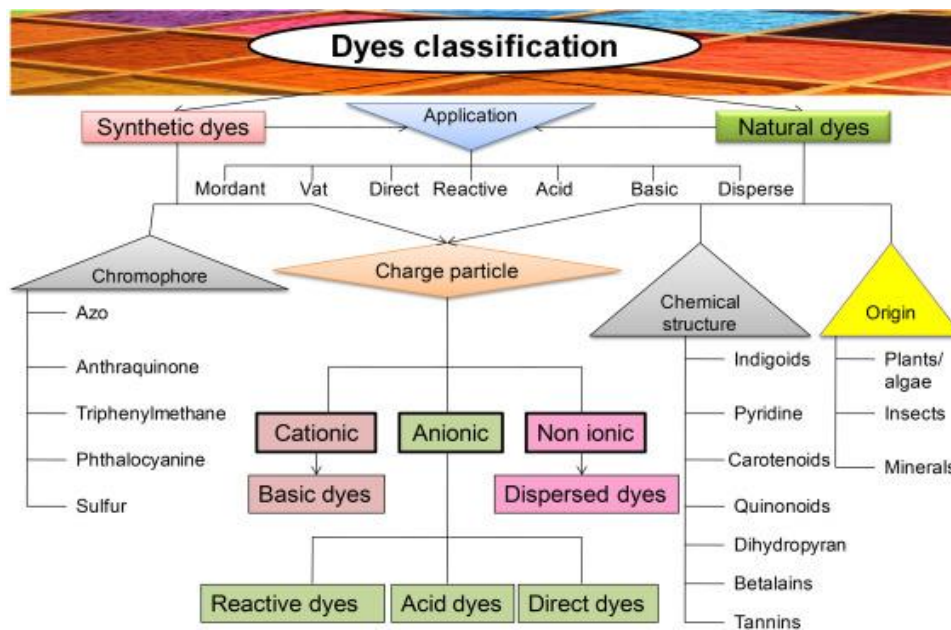 Dyes classification
Synthetic dyes
Application
Natural dyes
Mordant Vat Direct Reactive Acid Basic Disperse
Chromophore
Azo
Anthraquinone
Triphenylmethane
Phthalocyanine
Sulfur
Charge particle
Cationic
Anionic
Non ionic
Basic dyes
Dispersed dyes
Reactive dyes
Acid dyes
Direct dyes
Chemical
structure
Indigoids
Pyridine
Carotenoids
Quinonoids
Dihydropyran
Betalains
Tannins
Origin
Plants/
algae
Insects
Minerals